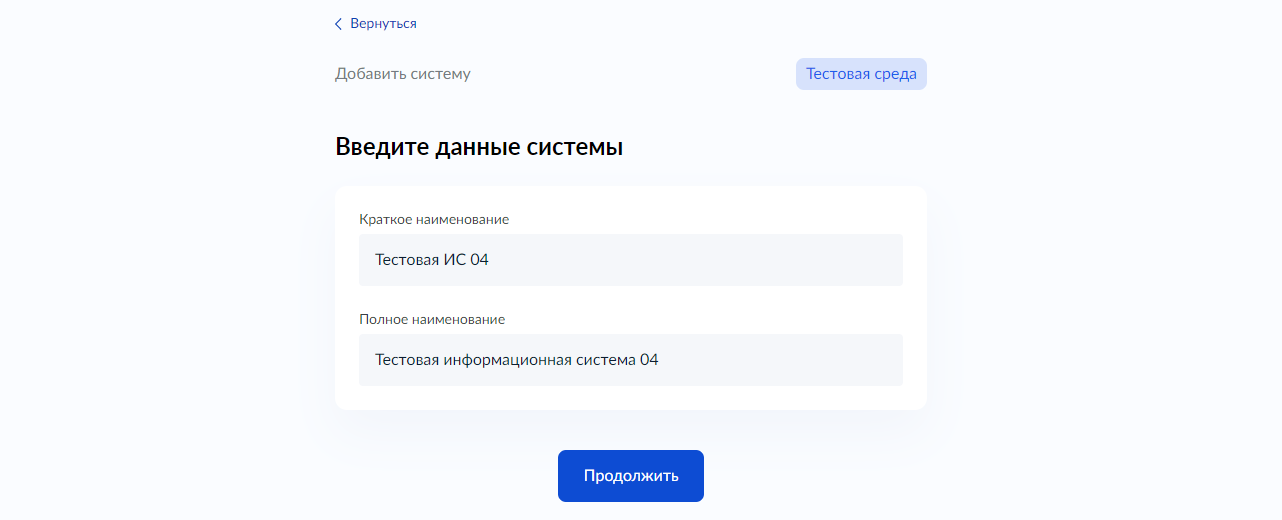 Вернуться
Добавить систему
Тестовая среда
Введите данные системы
Краткое наименование
Тестовая ИС 04
Полное наименование
Тестовая информационная система 04
Продолжить